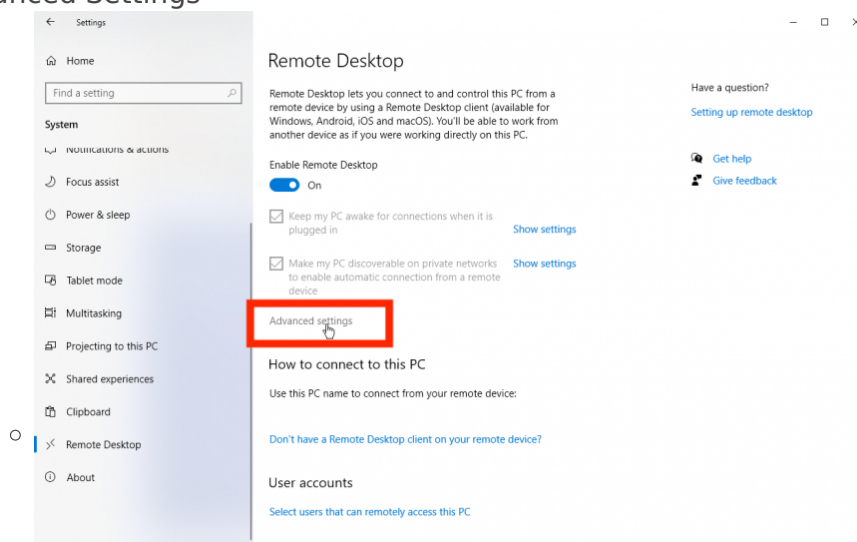 Settings
Home
Find a setting
System
Notifications & actions
Focus assist
Power & sleep
Storage
Tablet mode
Multitasking
Projecting to this PC
Shared experiences
Clipboard
Remote Desktop
About
Remote Desktop
Remote Desktop lets you connect to and control this PC from a
remote device by using a Remote Desktop client (available for
Windows, Android, iOS and macOS). You'll be able to work from
another device as if you were working directly on this PC.
Enable Remote Desktop
On
Keep my PC awake for connections when it is
plugged in
Show settings
Make my PC discoverable on private networks
to enable automatic connection from a remote
device
Show settings
Advanced settings
How to connect to this PC
Use this PC name to connect from your remote device:
Don't have a Remote Desktop client on your remote device?
User accounts
Select users that can remotely access this PC
Have a question?
Setting up remote desktop
Get help
Give feedback